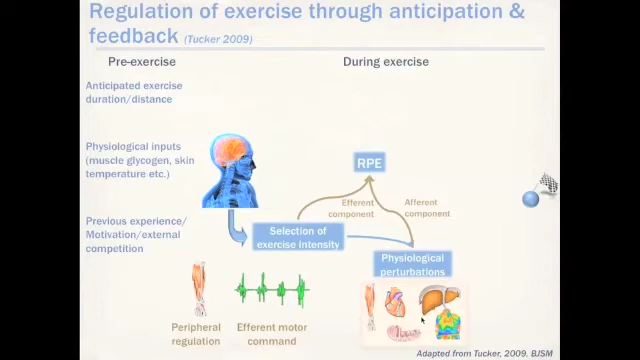 Regulation of exercise through anticipation &
feedback (Tucker 2009)
Pre-exercise
During exercise
Anticipated exercise
duration/distance
Physiological inputs
(muscle glycogen, skin
temperature etc.)
RPE
Efferent
component
Afferent
component
Previous experience/
Motivation/external
competition
Selection of
exercise Intensity
Physiological
perturbations
Peripheral
regulation
Efferent motor
command
Adapted from Tucker, 2009. BJSM